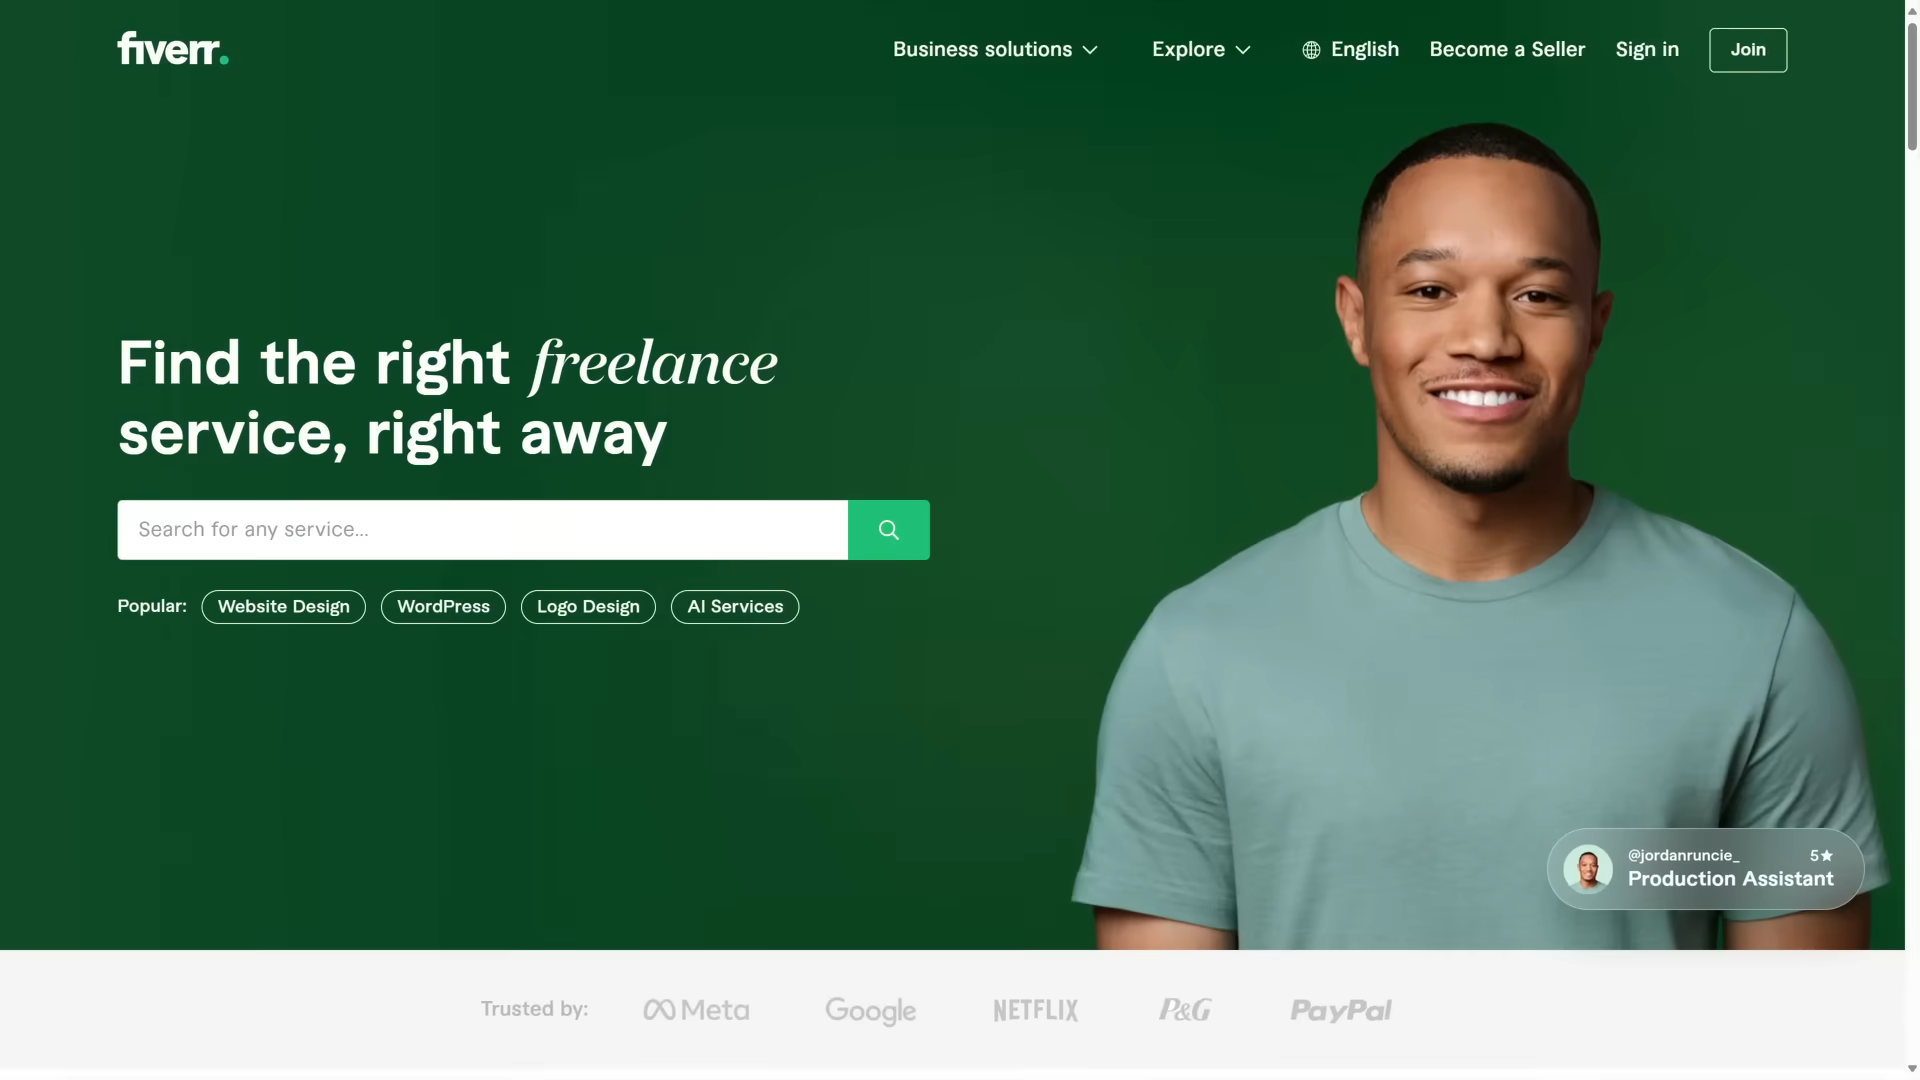 fiverr.
Business solutions
Explore
English
Become a Seller
Sign in
Join
Find the right freelance
service, right away
Search for any service...
Popular:
Website Design
WordPress
Logo Design
AI Services
@jordanruncie_ 5★
Production Assistant
Trusted by:
Meta
Google
NETFLIX
P&G
PayPal